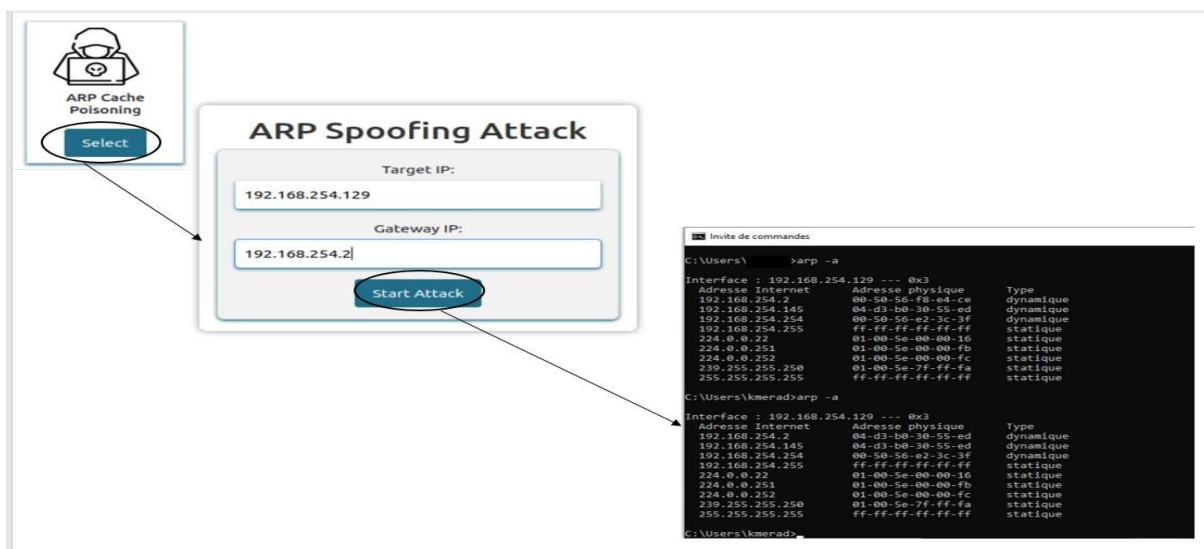 ARP Cache
Poisoning
Select
ARP Spoofing Attack
Target IP:
192.168.254.129
Gateway IP:
192.168.254.2
Start Attack
Invite de commandes
C:\Users\ >arp -a
Interface : 192.168.254.129 --- 0x3
Adresse Internet Adresse physique Type
192.168.254.2 00-50-56-f8-e4-ce dynamique
192.168.254.145 04-d3-b0-30-55-ed dynamique
192.168.254.254 00-50-56-e2-3c-3f dynamique
192.168.254.255 ff-ff-ff-ff-ff-ff statique
224.0.0.22 01-00-5e-00-00-16 statique
224.0.0.251 01-00-5e-00-00-fb statique
224.0.0.252 01-00-5e-00-00-fc statique
239.255.255.250 01-00-5e-7f-ff-fa statique
255.255.255.255 ff-ff-ff-ff-ff-ff statique
C:\Users\kmerad>arp -a
Interface : 192.168.254.129 --- 0x3
Adresse Internet Adresse physique Type
192.168.254.2 04-d3-b0-30-55-ed dynamique
192.168.254.145 04-d3-b0-30-55-ed dynamique
192.168.254.254 00-50-56-e2-3c-3f dynamique
192.168.254.255 ff-ff-ff-ff-ff-ff statique
224.0.0.22 01-00-5e-00-00-16 statique
224.0.0.251 01-00-5e-00-00-fb statique
224.0.0.252 01-00-5e-00-00-fc statique
239.255.255.250 01-00-5e-7f-ff-fa statique
255.255.255.255 ff-ff-ff-ff-ff-ff statique
C:\Users\kmerad>